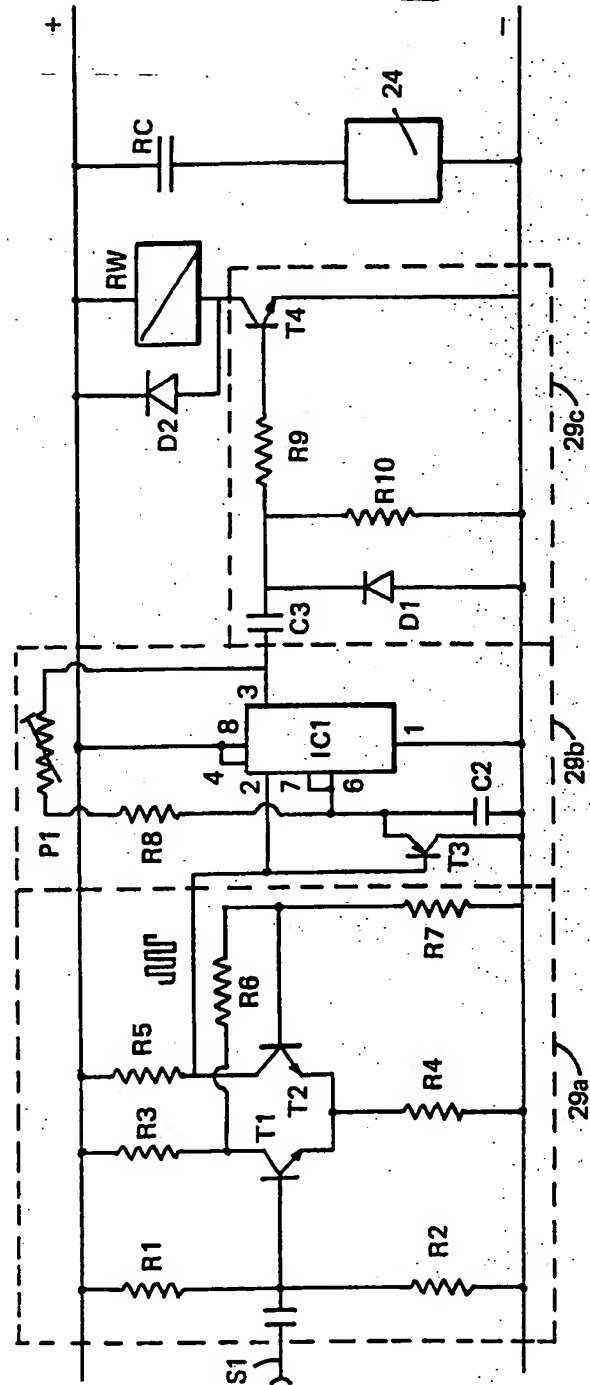 +
−
S1
R1
R2
R3
T1
R4
R5
T2
R6
R7
29a
P1
R8
T3
C2
2
7
6
4
8
IC1
1
3
29b
C3
D1
R10
R9
T4
D2
RW
29c
RC
24